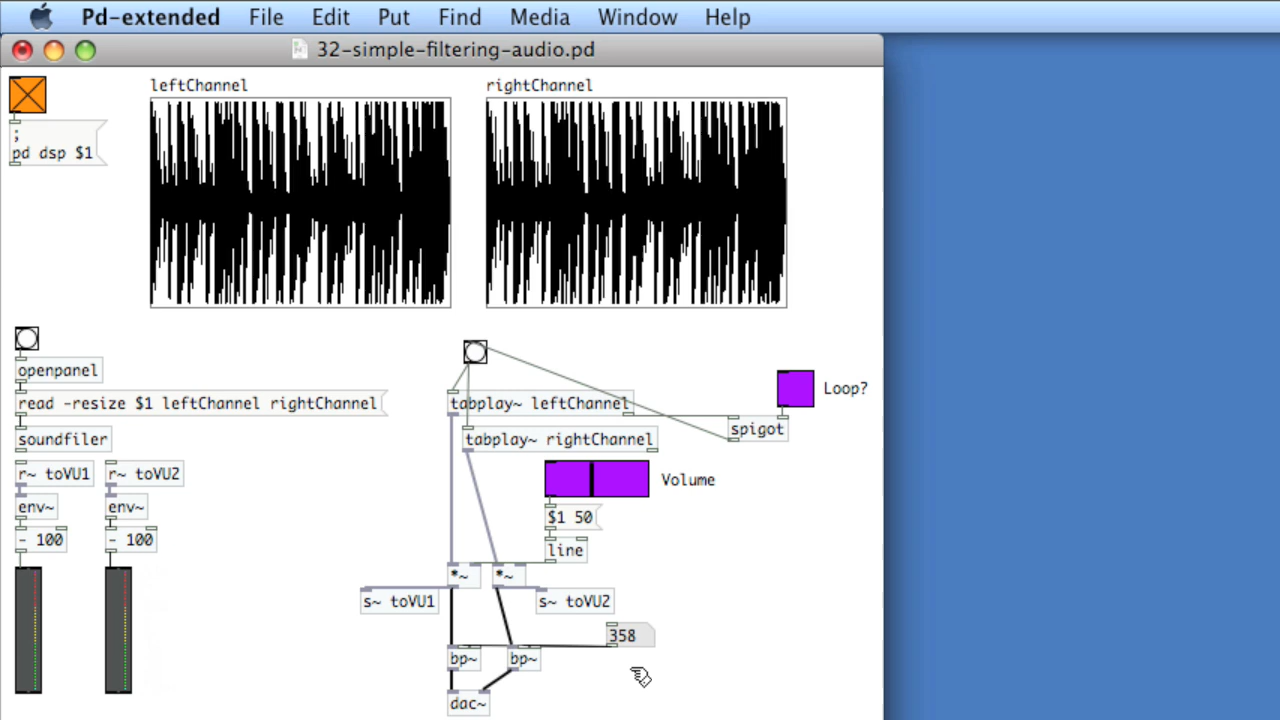 Pd-extended File Edit Put Find Media Window Help
32-simple-filtering-audio.pd
leftChannel
rightChannel
;
pd dsp $1
openpanel
read -resize $1 leftChannel rightChannel
soundfiler
r~ toVU1
r~ toVU2
env~
env~
- 100
- 100
tabplay~ leftChannel
tabplay~ rightChannel
Loop?
spigot
Volume
$1 50
line
*~
*~
s~ toVU1
s~ toVU2
358
bp~
bp~
dac~